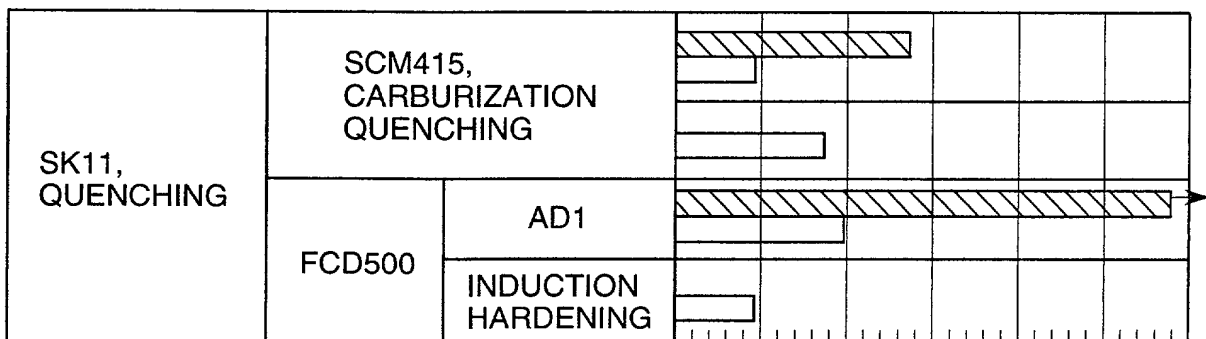 SK11,
QUENCHING
SCM415,
CARBURIZATION
QUENCHING
FCD500
AD1
INDUCTION
HARDENING